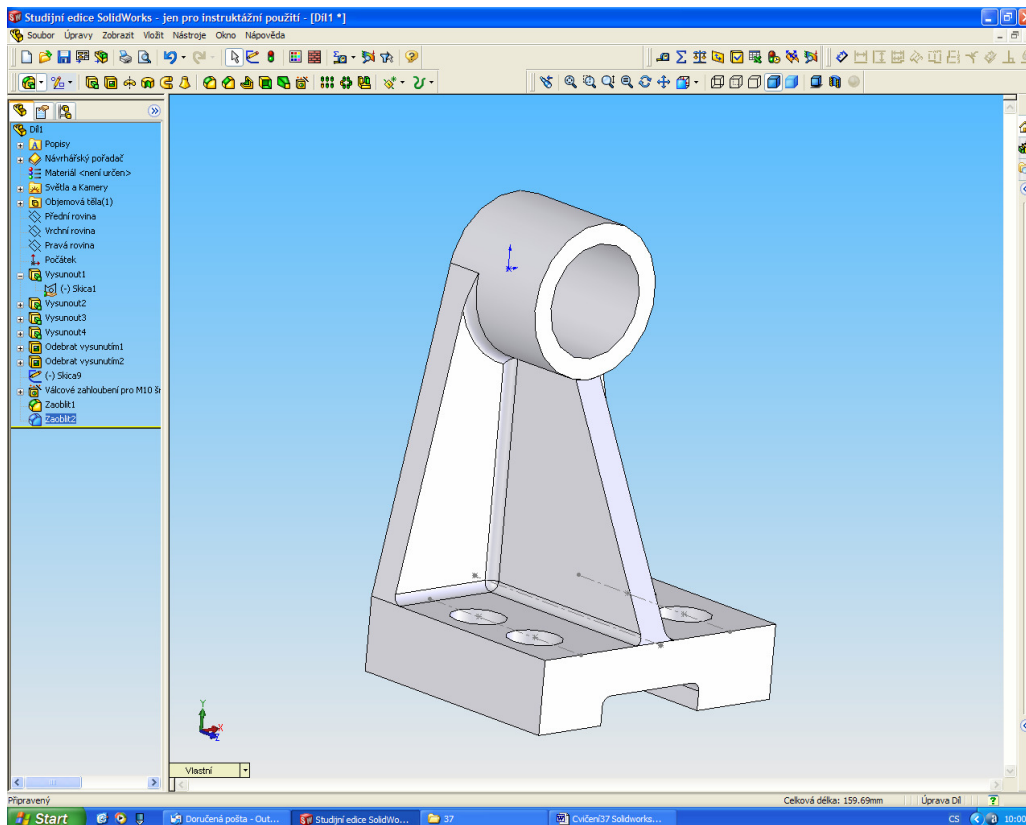 Studijní edice SolidWorks - jen pro instruktážní použití - [Díl1 *]
Soubor Úpravy Zobrazit Vložit Nástroje Okno Nápověda
Díl1
Popisy
Návrhářský pořadač
Materiál <není určen>
Světla a Kamery
Objemová těla(1)
Přední rovina
Vrchní rovina
Pravá rovina
Počátek
Vysunout1
(-) Skica1
Vysunout2
Vysunout3
Vysunout4
Odebrat vysunutím1
Odebrat vysunutím2
(-) Skica9
Válcové zahloubení pro M10 šr
Zaoblit1
Zaoblit2
Y
X
Z
Vlastní
Připravený
Celková délka: 159.69mm Úprava Díl
Start Doručená pošta - Out... Studijní edice SolidWo... 37 Cvičení37 Solidworks... CS 10:00